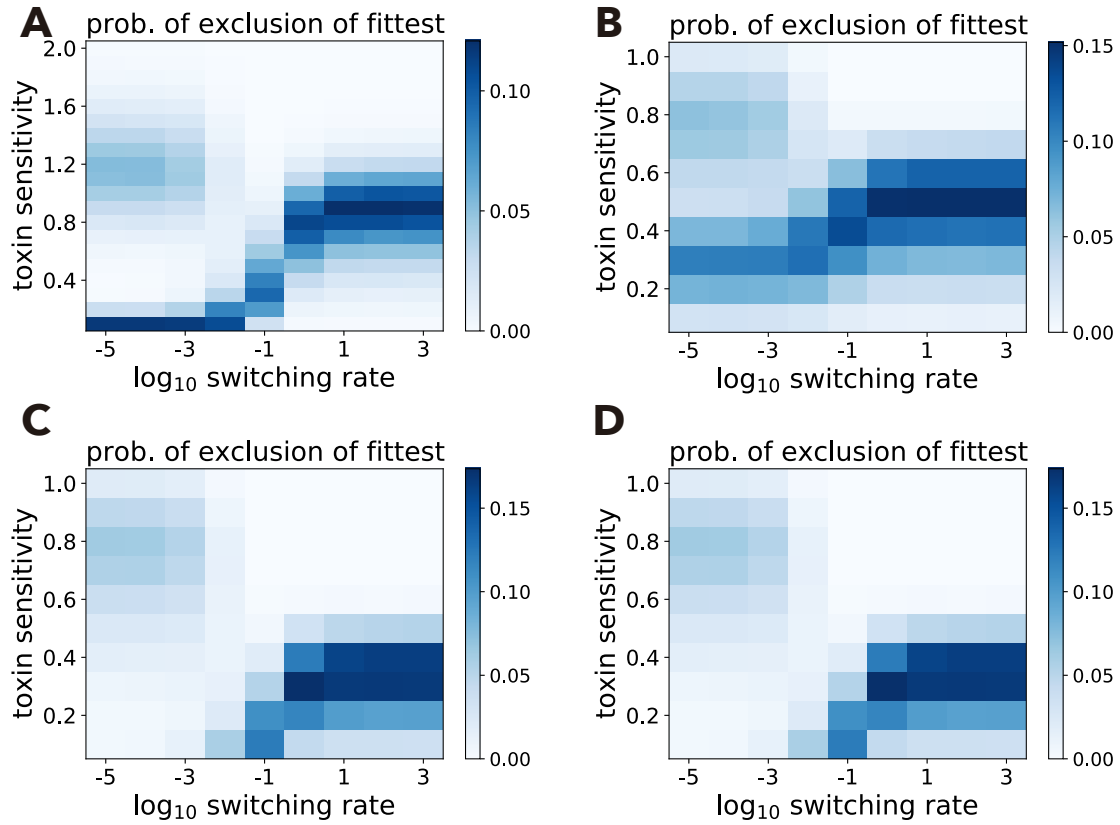 A
prob. of exclusion of fittest
toxin sensitivity
2.0
1.6
1.2
0.8
0.4
-5 -3 -1 1 3
log10 switching rate
0.10
0.05
0.00
B
prob. of exclusion of fittest
toxin sensitivity
1.0
0.8
0.6
0.4
0.2
-5 -3 -1 1 3
log10 switching rate
0.15
0.10
0.05
0.00
C
prob. of exclusion of fittest
toxin sensitivity
1.0
0.8
0.6
0.4
0.2
-5 -3 -1 1 3
log10 switching rate
0.15
0.10
0.05
0.00
D
prob. of exclusion of fittest
toxin sensitivity
1.0
0.8
0.6
0.4
0.2
-5 -3 -1 1 3
log10 switching rate
0.15
0.10
0.05
0.00